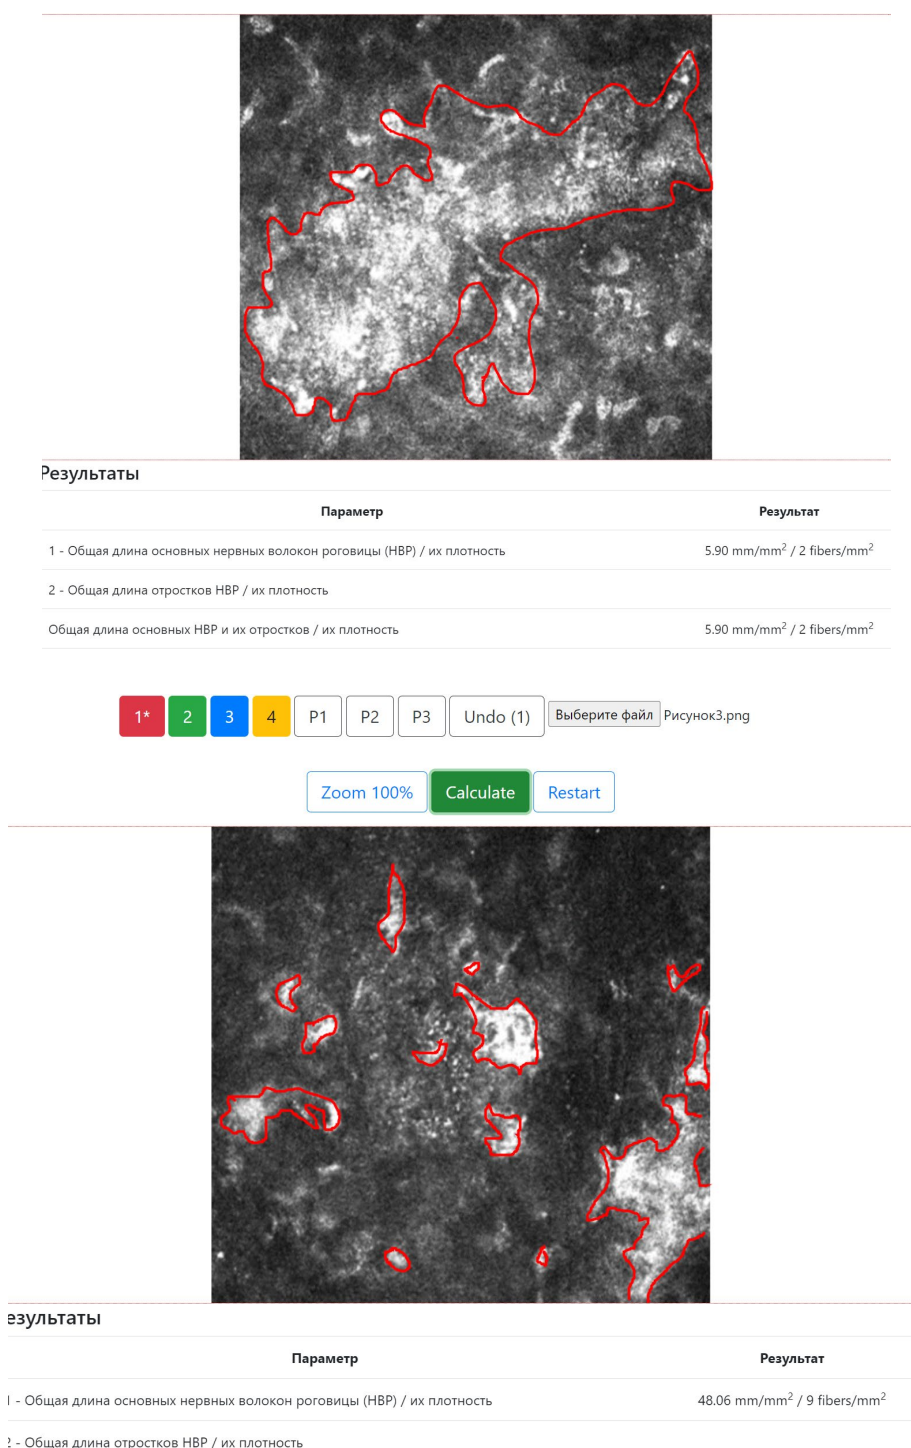 Результаты
Параметр Результат
1 - Общая длина основных нервных волокон роговицы (НВР) / их плотность 5.90 mm/mm² / 2 fibers/mm²
2 - Общая длина отростков НВР / их плотность
Общая длина основных НВР и их отростков / их плотность 5.90 mm/mm² / 2 fibers/mm²
1* 2 3 4 P1 P2 P3 Undo (1) Выберите файл Рисунок3.png
Zoom 100% Calculate Restart
езультаты
Параметр Результат
1 - Общая длина основных нервных волокон роговицы (НВР) / их плотность 48.06 mm/mm² / 9 fibers/mm²
2 - Общая длина отростков НВР / их плотность